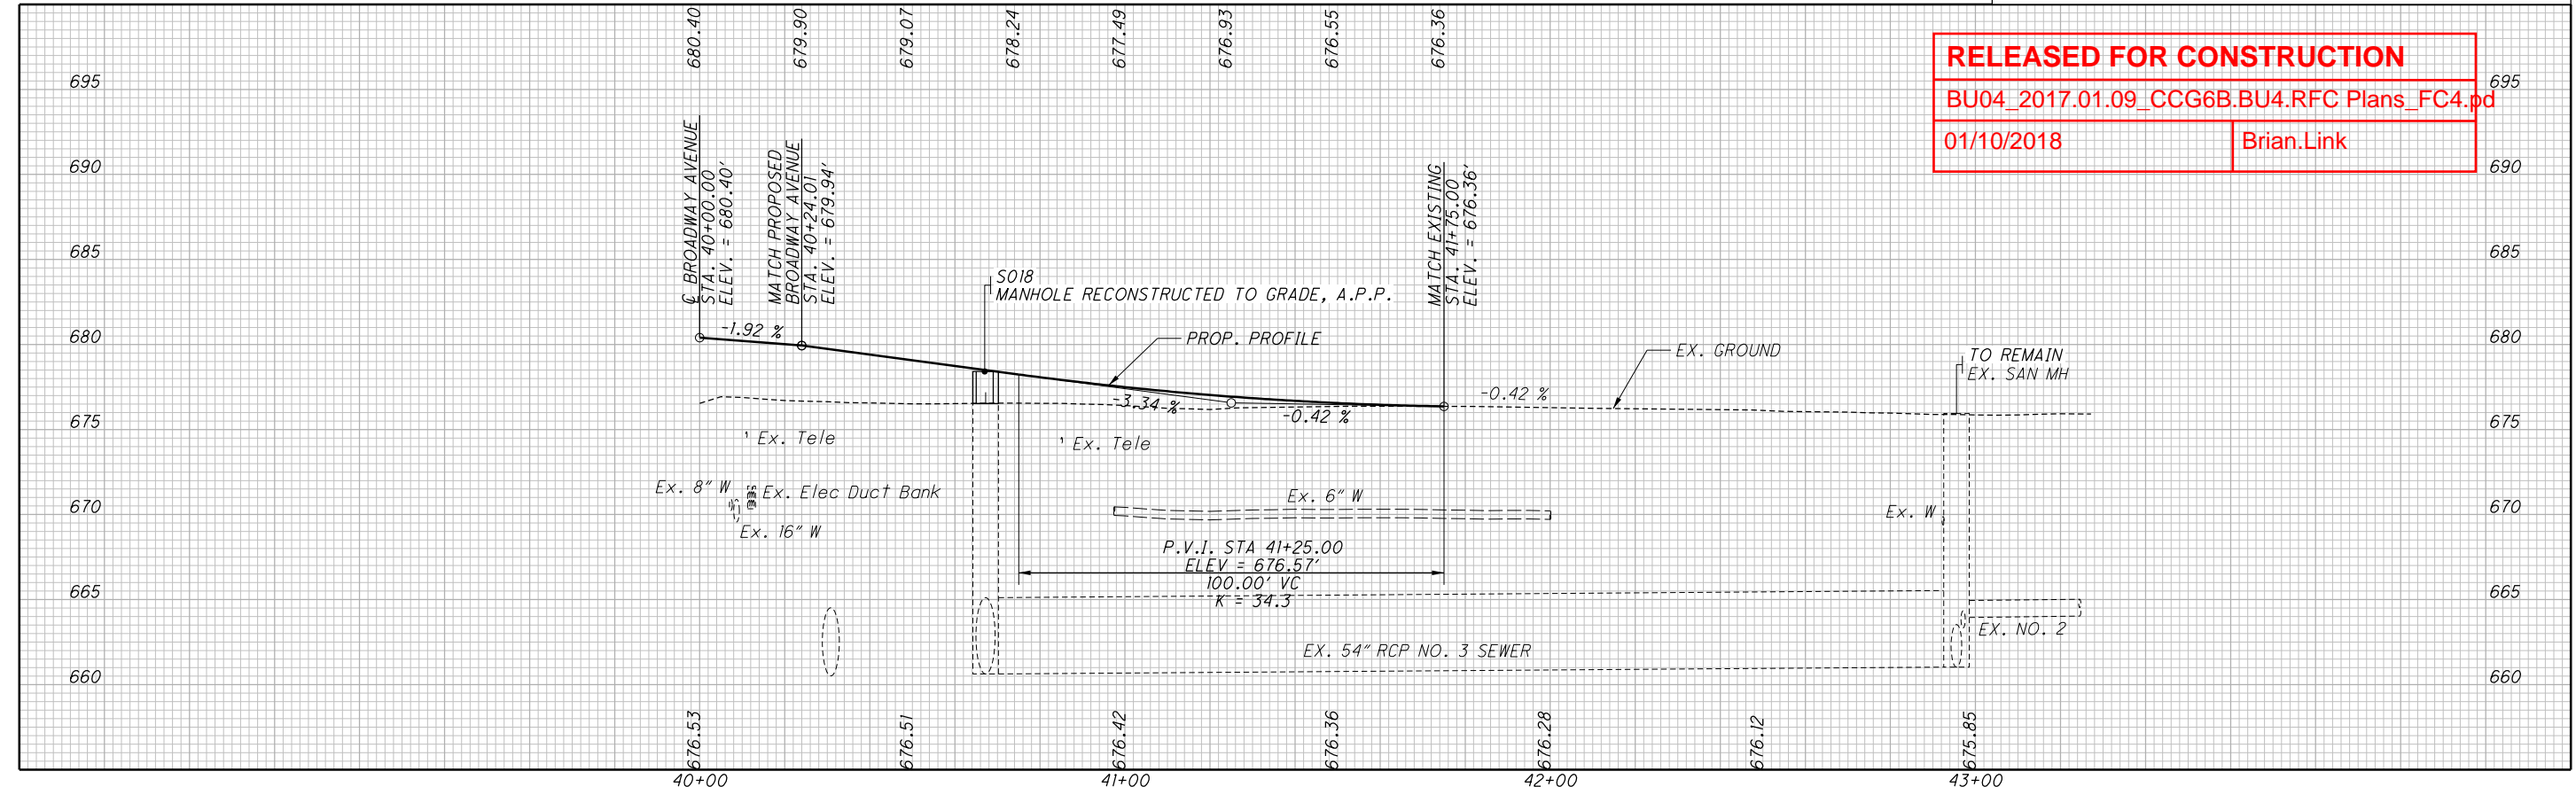 680.40
679.90
679.07
678.24
677.49
676.93
676.55
676.36
RELEASED FOR CONSTRUCTION
BU04_2017.01.09_CCG6B.BU4.RFC Plans_FC4.pd
01/10/2018
Brian.Link
695
695
690
690
685
685
680
680
675
675
670
670
665
665
660
660
℄ BROADWAY AVENUE
STA. 40+00.00
ELEV. = 680.40'
MATCH PROPOSED
BROADWAY AVENUE
STA. 40+24.01
ELEV. = 679.94'
S018
MANHOLE RECONSTRUCTED TO GRADE, A.P.P.
MATCH EXISTING
STA. 41+75.00
ELEV. = 676.36'
-1.92 %
PROP. PROFILE
EX. GROUND
TO REMAIN
EX. SAN MH
-3.34 %
-0.42 %
-0.42 %
Ex. Tele
Ex. Tele
Ex. 8" W
Ex. Elec Duct Bank
Ex. 16" W
Ex. 6" W
Ex. W
P.V.I. STA 41+25.00
ELEV = 676.57'
100.00' VC
K = 34.3
EX. NO. 2
EX. 54" RCP NO. 3 SEWER
676.53
676.51
676.42
676.36
676.28
676.12
675.85
40+00
41+00
42+00
43+00